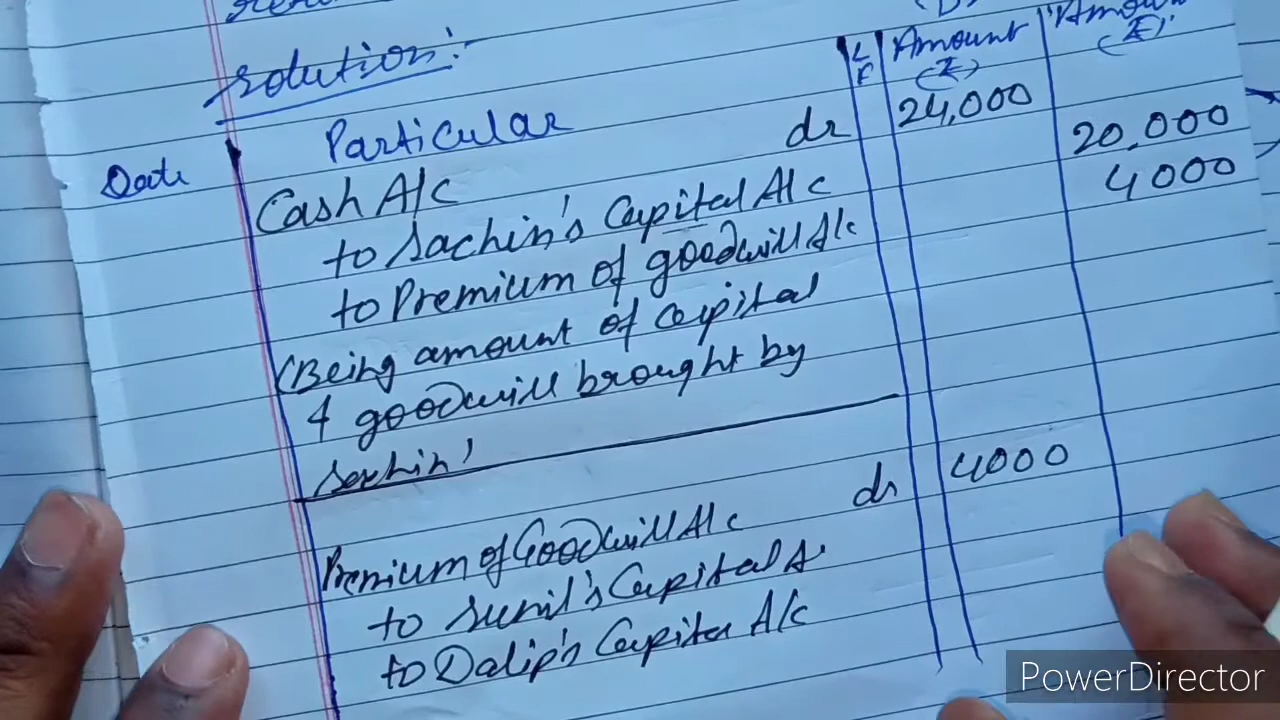 solution:
Date Particular LF Amount (₹) Amount (₹)
Cash A/c dr 24,000
to Sachin's Capital A/c 20,000
to Premium of goodwill A/c 4000
(Being amount of capital
& goodwill brought by
Sachin)
Premium of Goodwill A/c dr 4000
to Sunil's Capital A
to Dalip's Capita A/c
PowerDirector